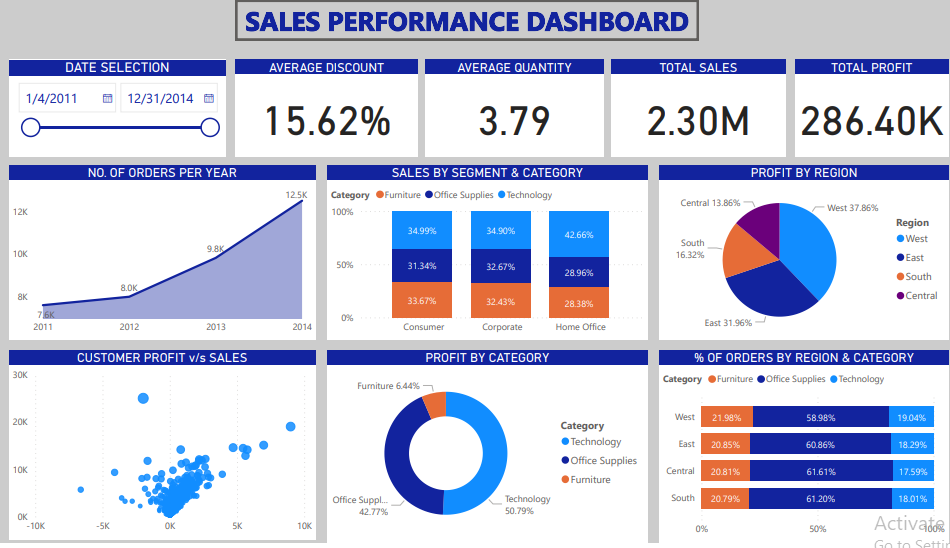 SALES PERFORMANCE DASHBOARD
DATE SELECTION
1/4/2011 12/31/2014
AVERAGE DISCOUNT
15.62%
AVERAGE QUANTITY
3.79
TOTAL SALES
2.30M
TOTAL PROFIT
286.40K
NO. OF ORDERS PER YEAR
12.5K
12K
9.8K
10K
8.0K
8K
7.6K
2011 2012 2013 2014
SALES BY SEGMENT & CATEGORY
Category Furniture Office Supplies Technology
100%
34.99% 34.90% 42.66%
50%
31.34% 32.67% 28.96%
33.67% 32.43% 28.38%
0%
Consumer Corporate Home Office
PROFIT BY REGION
Central 13.86%
West 37.86%
South
16.32%
East 31.96%
Region
West
East
South
Central
CUSTOMER PROFIT v/s SALES
30K
20K
10K
0K
-10K -5K 0K 5K 10K
PROFIT BY CATEGORY
Furniture 6.44%
Office Suppl...
42.77%
Technology
50.79%
Category
Technology
Office Supplies
Furniture
% OF ORDERS BY REGION & CATEGORY
Category Furniture Office Supplies Technology
West 21.98% 58.98% 19.04%
East 20.85% 60.86% 18.29%
Central 20.81% 61.61% 17.59%
South 20.79% 61.20% 18.01%
0% 50% 100%
Activate
Go to Settin